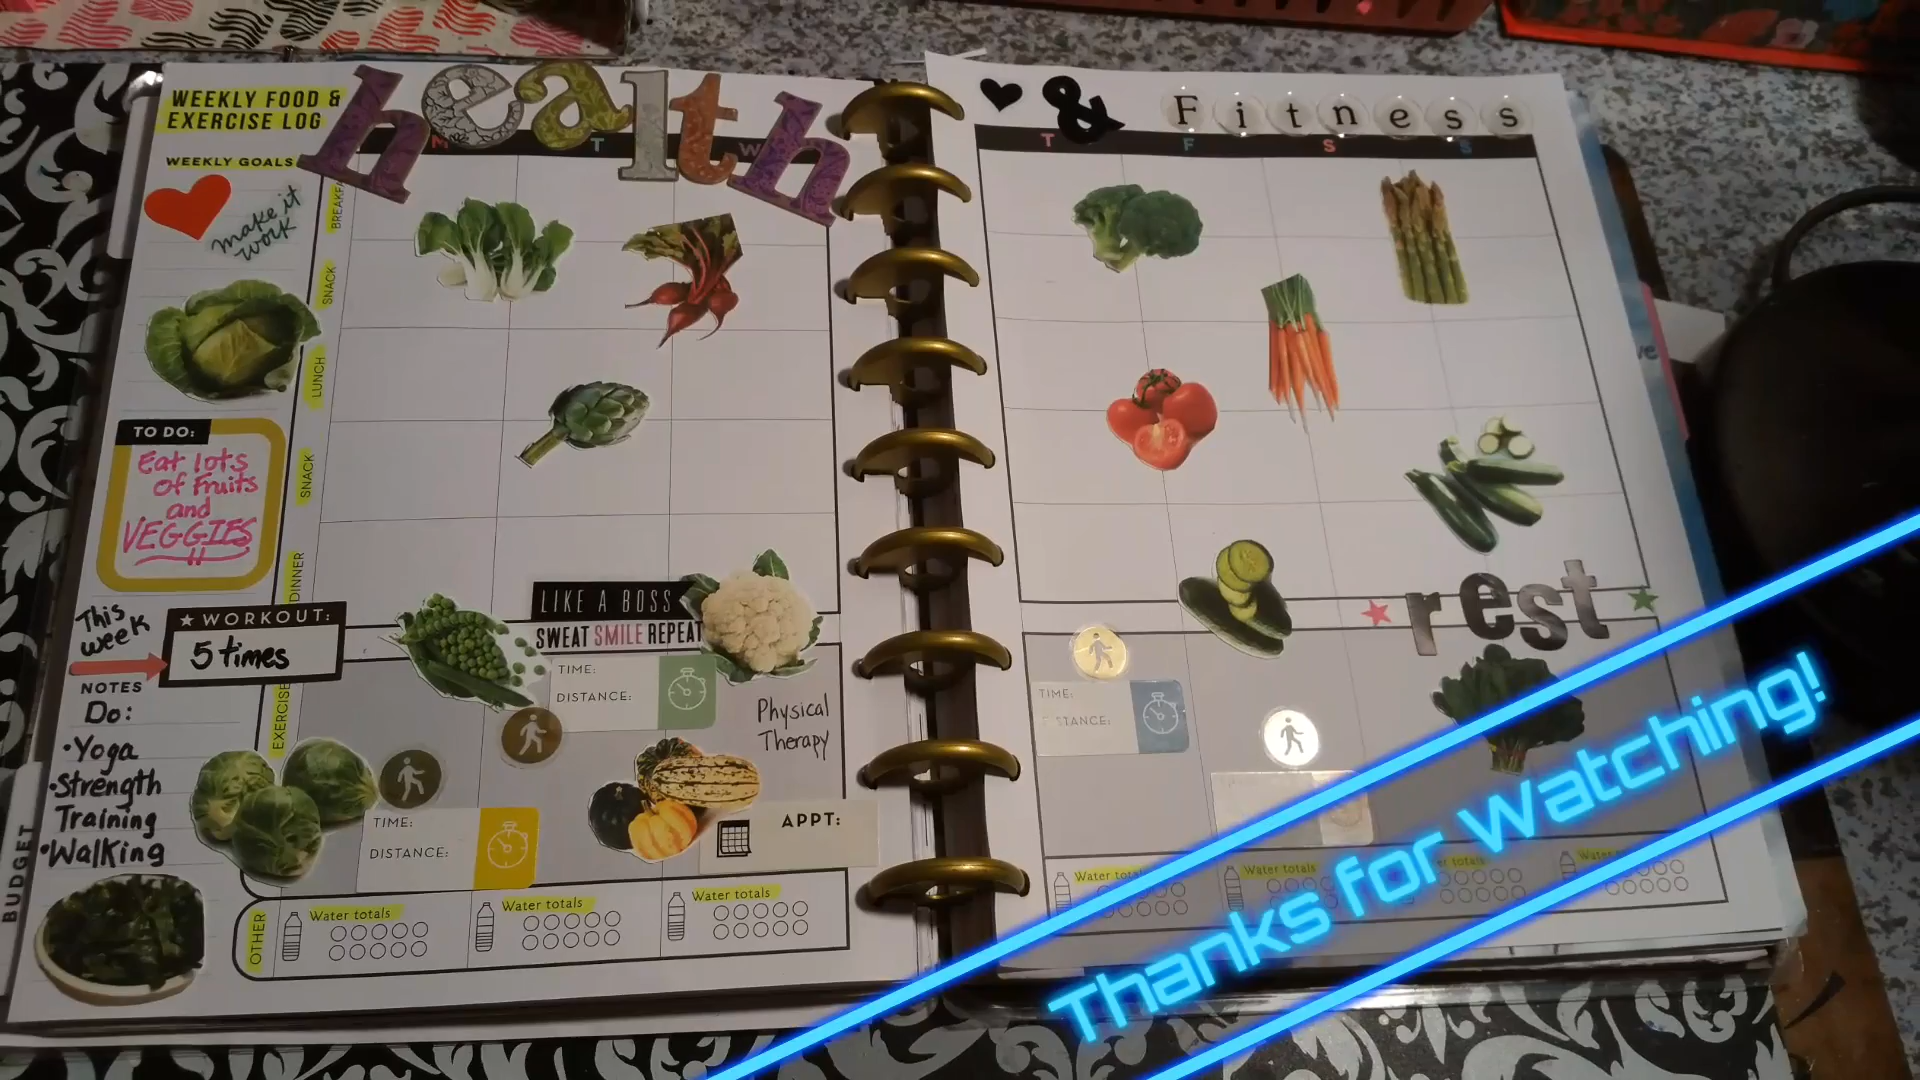 WEEKLY FOOD &
EXERCISE LOG
health
& Fitness
WEEKLY GOALS
M T W
T F S S
make it
work
SNACK
LUNCH
TO DO:
Eat lots
of Fruits
and
VEGGIES
SNACK
DINNER
LIKE A BOSS
SWEAT SMILE REPEAT
This
week
★ WORKOUT:
5 times
rest
NOTES
Do:
• Yoga
• Strength
Training
• Walking
EXERCISE
TIME:
DISTANCE:
Physical
Therapy
TIME:
TIME:
DISTANCE:
APPT:
BUDGET
OTHER
Water totals
Water totals
Water totals
Water totals
Water totals
Thanks for Watching!